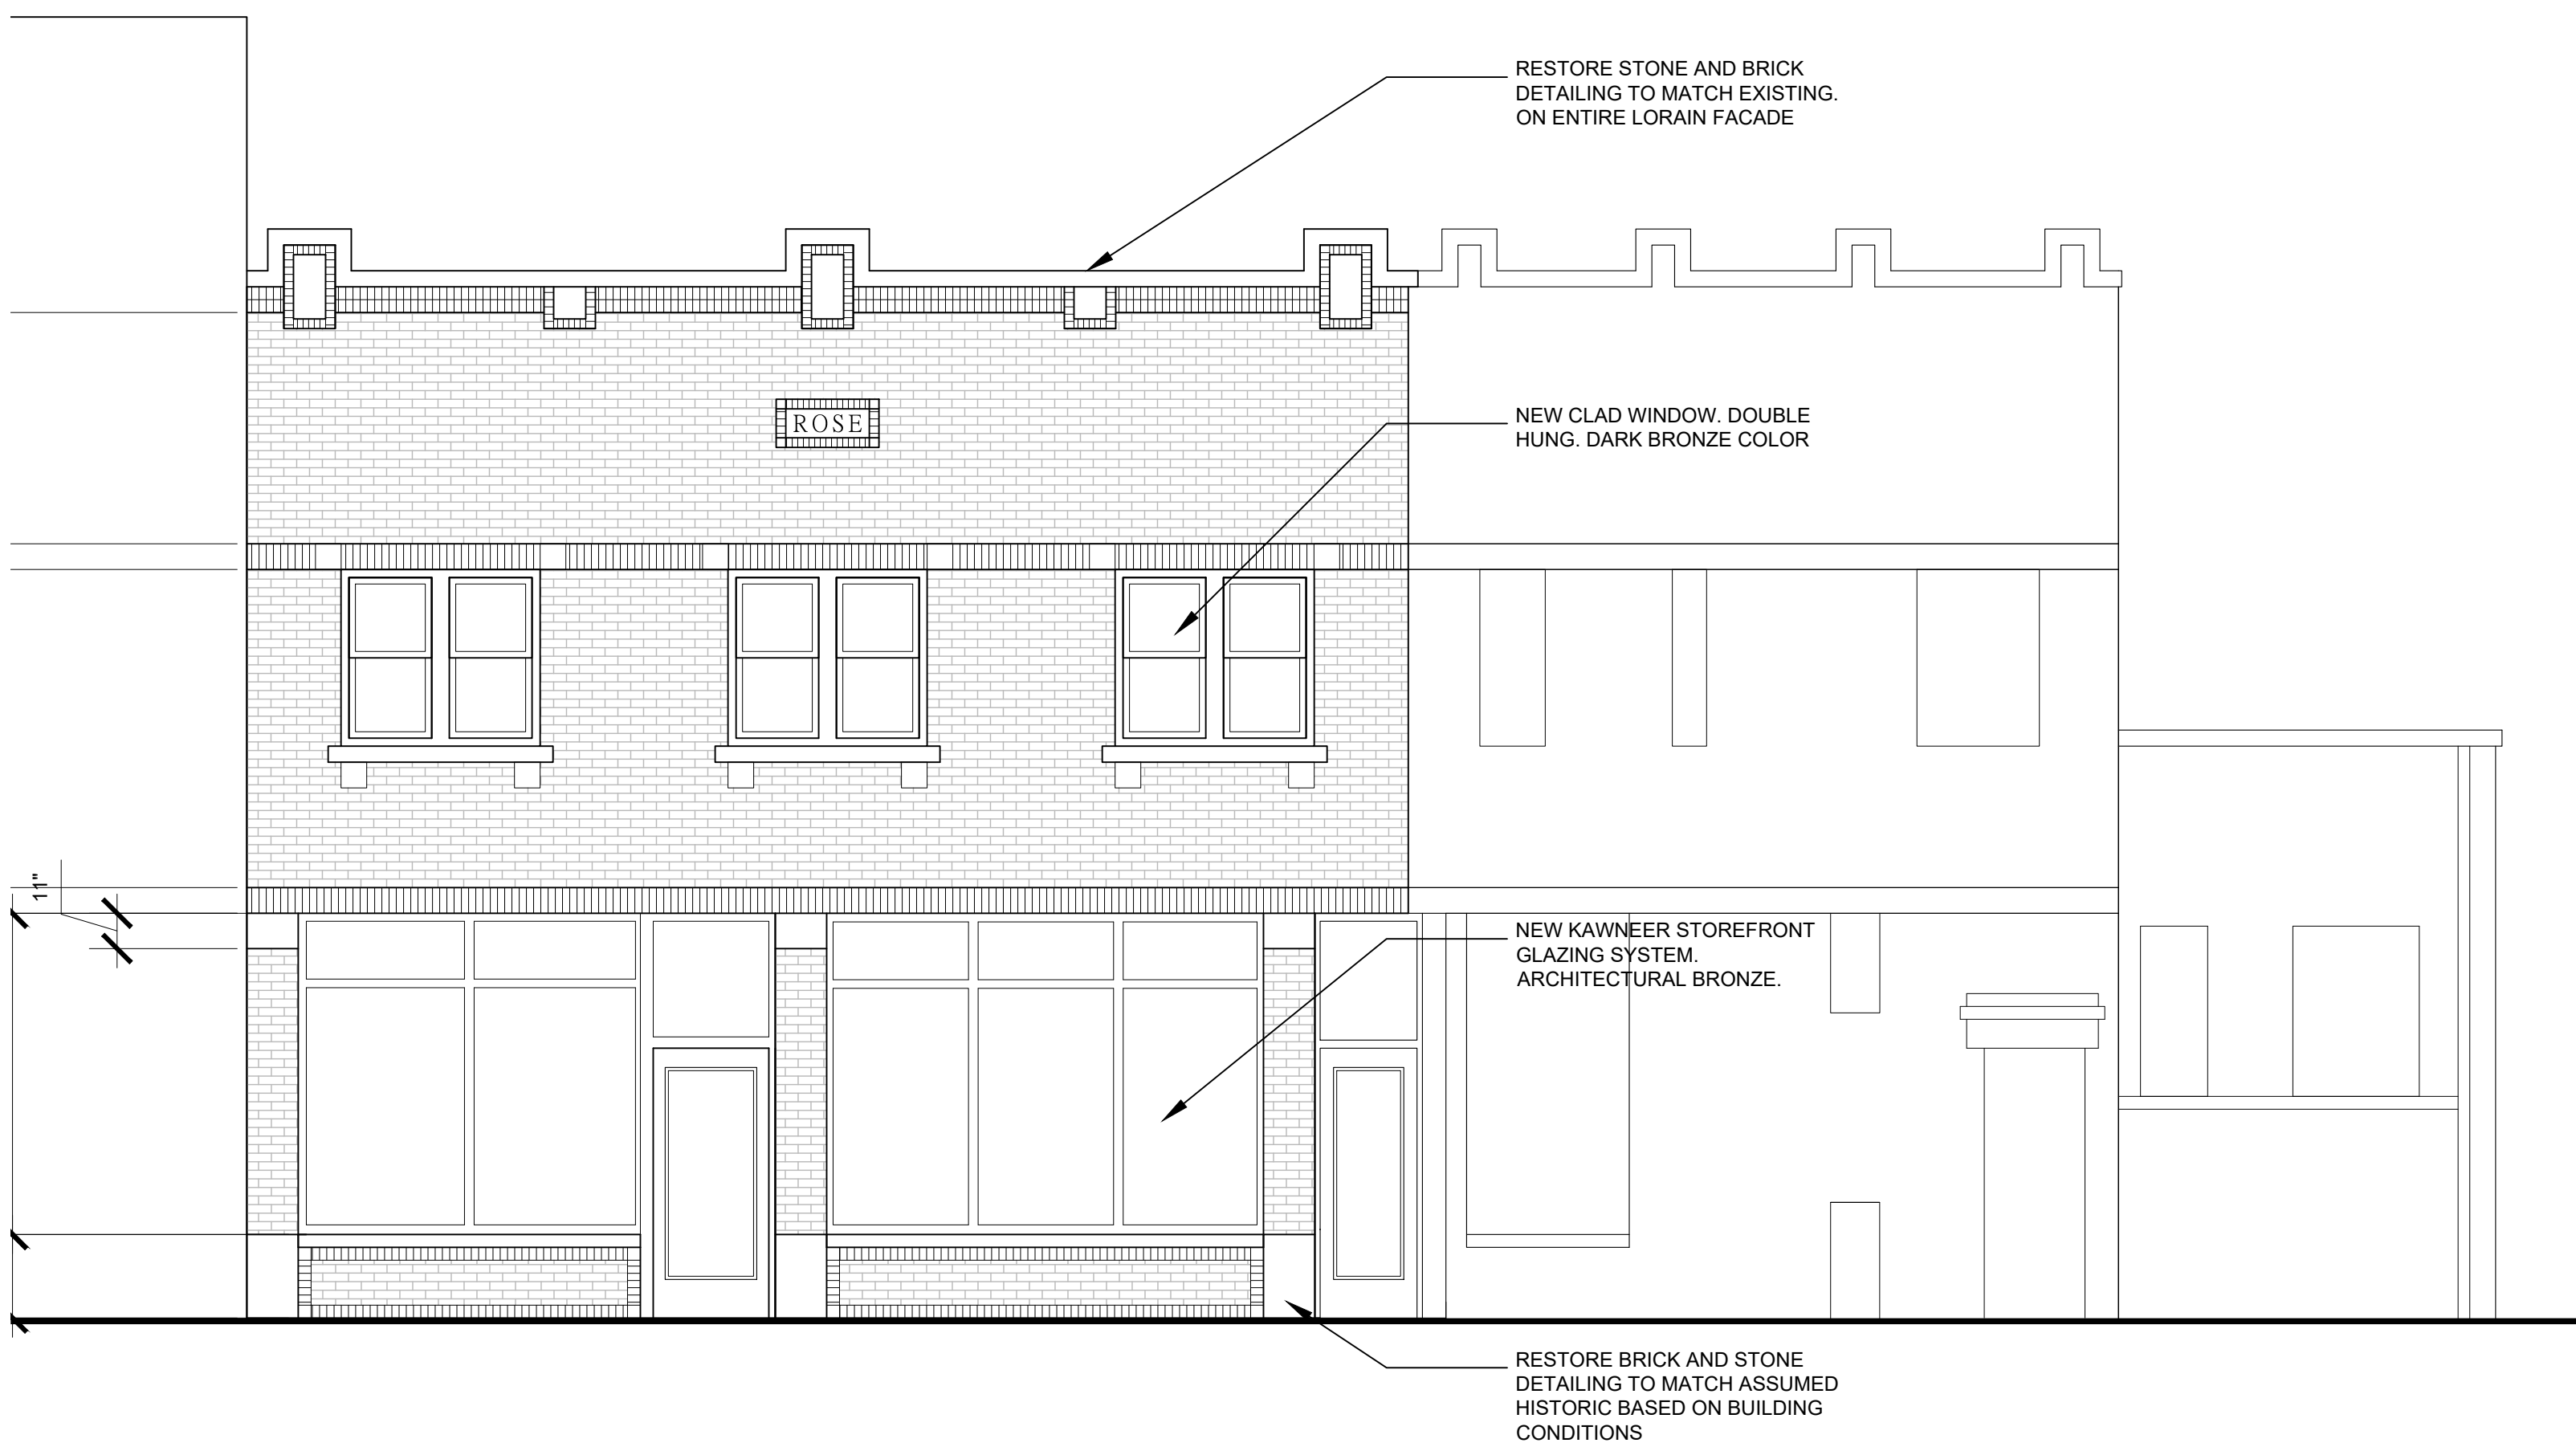 RESTORE STONE AND BRICK
DETAILING TO MATCH EXISTING.
ON ENTIRE LORAIN FACADE
ROSE
NEW CLAD WINDOW. DOUBLE
HUNG. DARK BRONZE COLOR
11"
NEW KAWNEER STOREFRONT
GLAZING SYSTEM.
ARCHITECTURAL BRONZE.
RESTORE BRICK AND STONE
DETAILING TO MATCH ASSUMED
HISTORIC BASED ON BUILDING
CONDITIONS